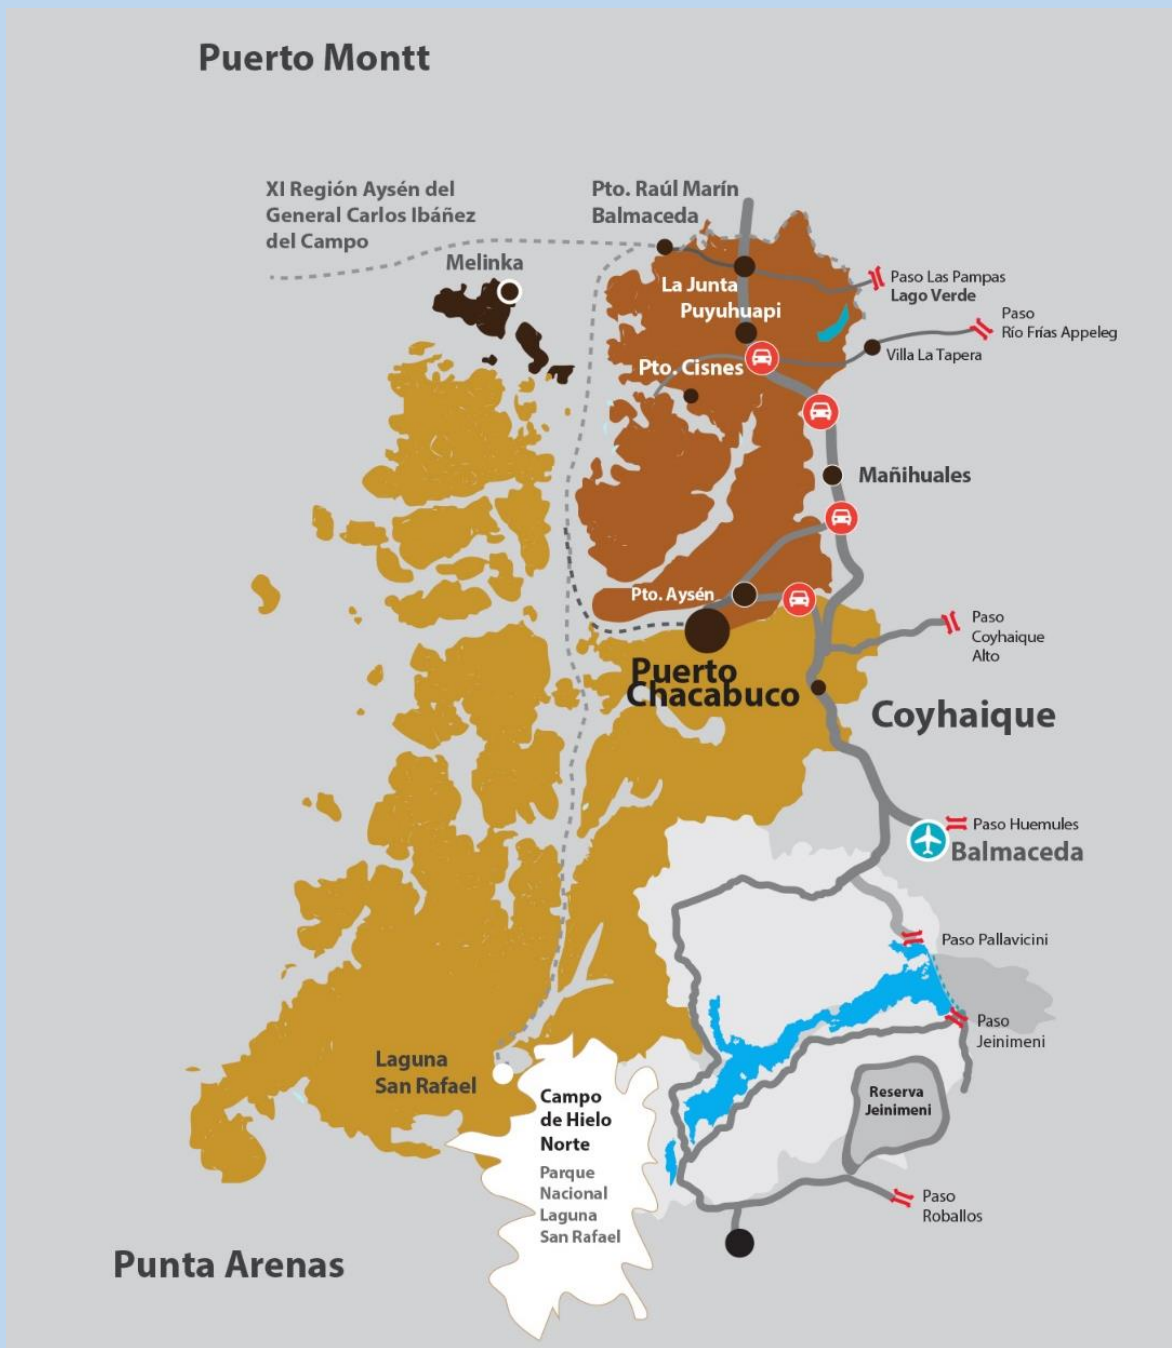 Puerto Montt
XI Región Aysén del
General Carlos Ibáñez
del Campo
Pto. Raúl Marín
Balmaceda
Melinka
La Junta
Paso Las Pampas
Lago Verde
Puyuhuapi
Paso
Río Frías Appeleg
Villa La Tapera
Pto. Cisnes
Mañihuales
Pto. Aysén
Paso
Coyhaique
Alto
Puerto
Chacabuco
Coyhaique
Paso Huemules
Balmaceda
Paso Pallavicini
Paso
Jeinimeni
Laguna
San Rafael
Campo
de Hielo
Norte
Parque
Nacional
Laguna
San Rafael
Reserva
Jeinimeni
Paso
Roballos
Punta Arenas